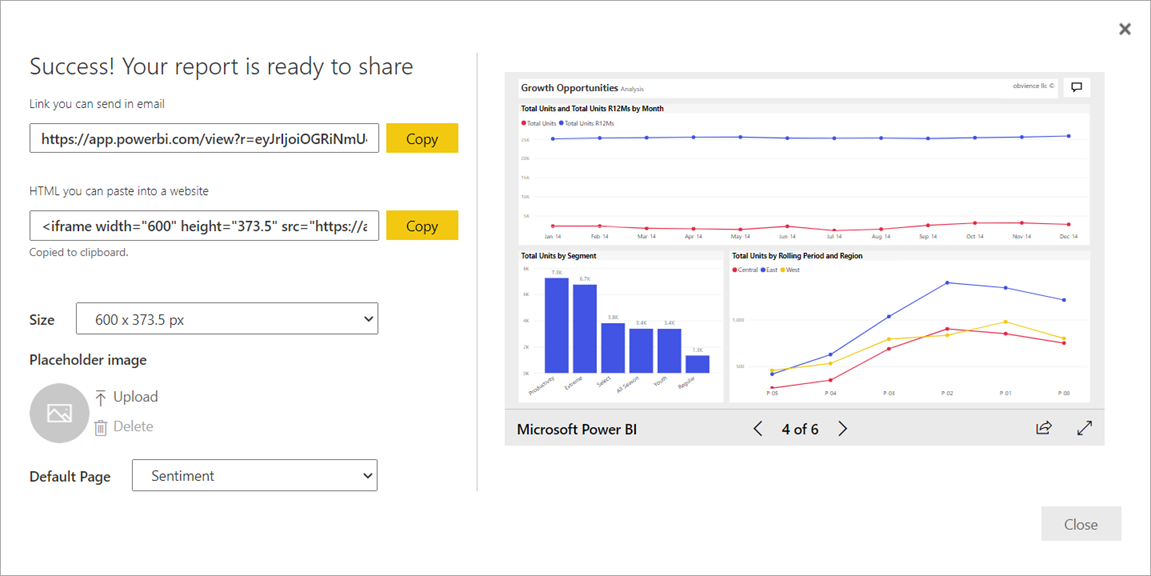 Success! Your report is ready to share
Link you can send in email
https://app.powerbi.com/view?r=eyJrIjoiOGRiNmU
Copy
HTML you can paste into a website
<iframe width="600" height="373.5" src="https://a
Copy
Copied to clipboard.
Size
600 x 373.5 px
Placeholder image
Upload
Delete
Default Page
Sentiment
Growth Opportunities Analysis
obvience llc ©
Total Units and Total Units R12Ms by Month
Total Units Total Units R12Ms
25K
20K
15K
10K
5K
Jan-14 Feb-14 Mar-14 Apr-14 May-14 Jun-14 Jul-14 Aug-14 Sep-14 Oct-14 Nov-14 Dec-14
Total Units by Segment
8K
6K
4K
2K
0K
6.7K
3.8K
3.4K
3.4K
1.3K
Productivity Extreme Select All Season Youth Regular
Total Units by Rolling Period and Region
Central East West
1,000
500
P-05 P-04 P-03 P-02 P-01 P-00
Microsoft Power BI
4 of 6
Close